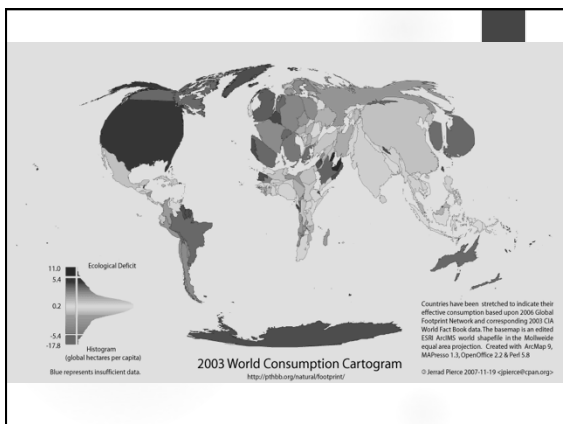 Ecological Deficit
11.0
5.4
0.2
-5.4
-17.8
Histogram
(global hectares per capita)
Blue represents insufficient data.
2003 World Consumption Cartogram
http://pthbb.org/natural/footprint/
Countries have been stretched to indicate their
effective consumption based upon 2006 Global
Footprint Network and corresponding 2003 CIA
World Fact Book data. The basemap is an edited
ESRI ArcIMS world shapefile in the Mollweide
equal area projection. Created with ArcMap 9,
MAPresso 1.3, OpenOffice 2.2 & Perl 5.8
© Jerrad Pierce 2007-11-19 <jpierce@cpan.org>